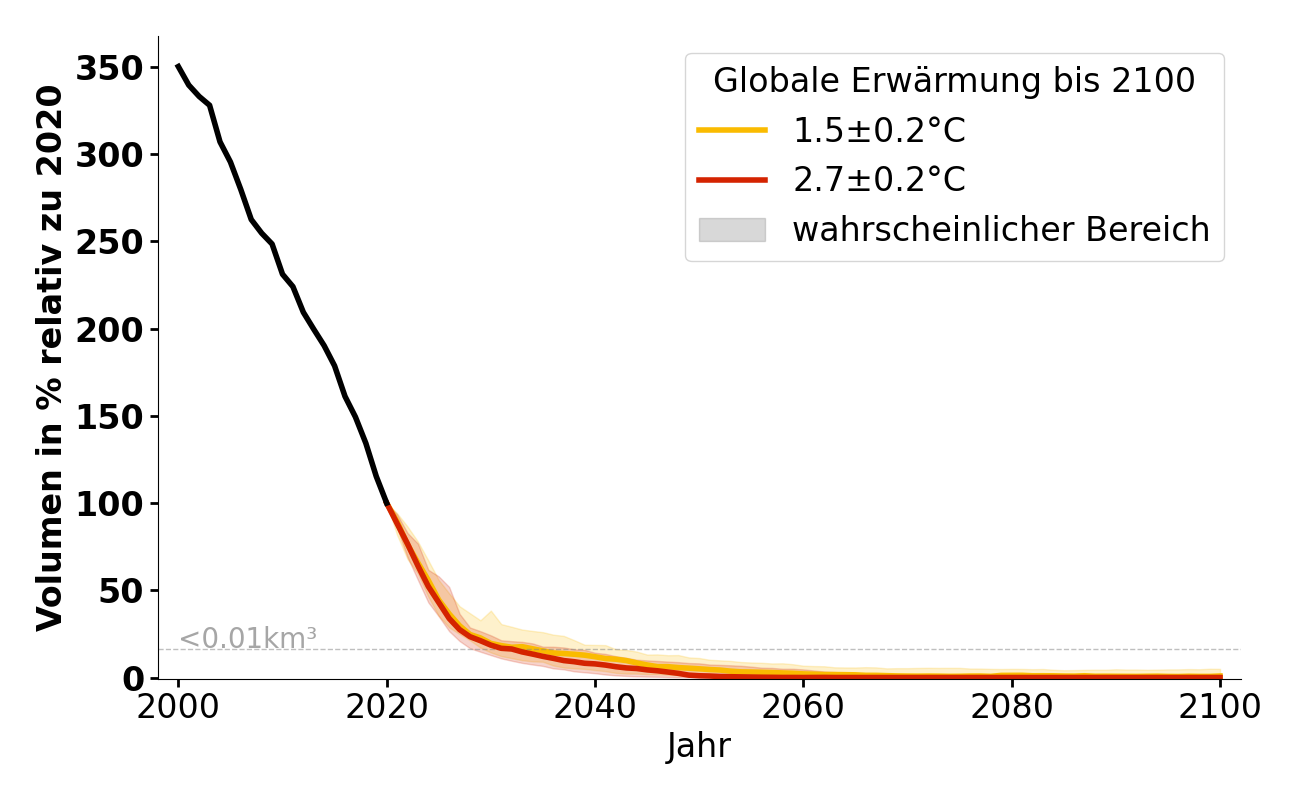 Volumen in % relativ zu 2020
350
300
250
200
150
100
50
0
Globale Erwärmung bis 2100
1.5±0.2°C
2.7±0.2°C
wahrscheinlicher Bereich
<0.01km³
2000 2020 2040 2060 2080 2100
Jahr